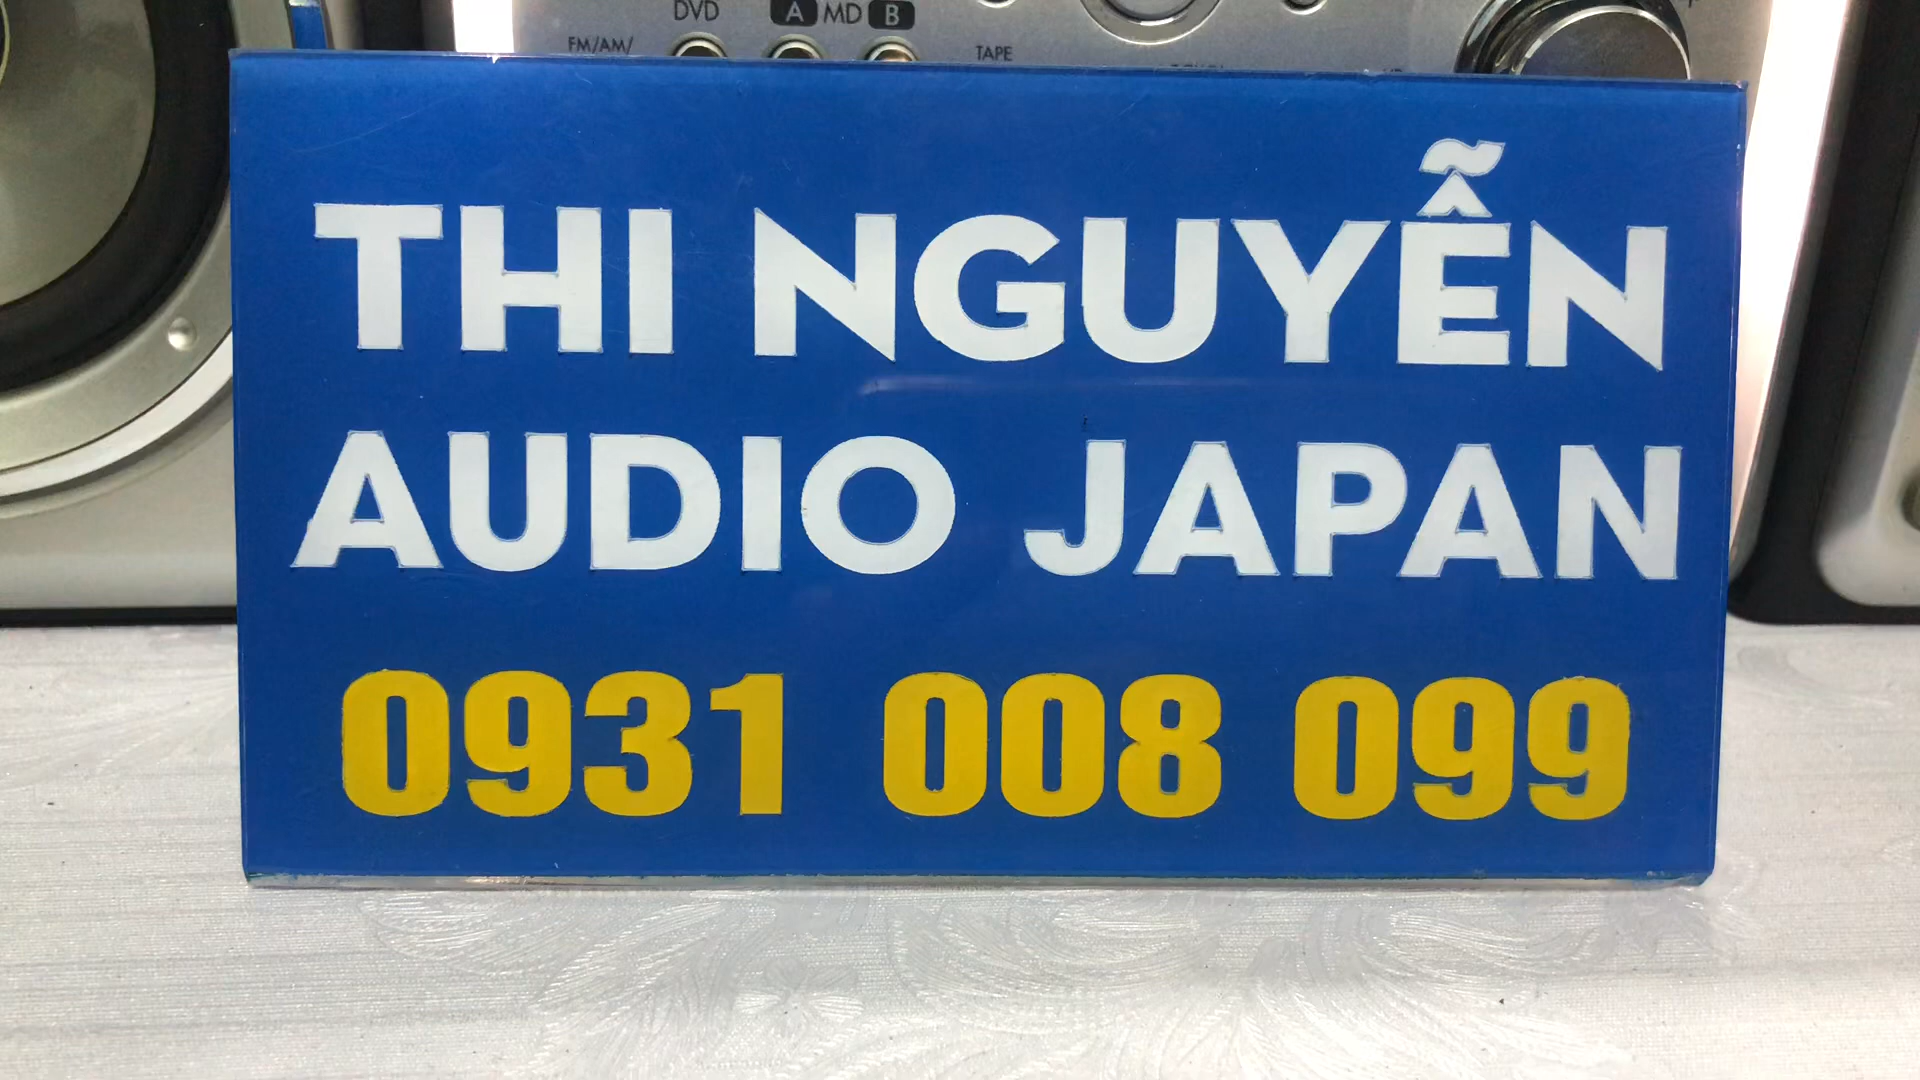 DVD A MD B
FM/AM/
TAPE
THI NGUYỄN
AUDIO JAPAN
0931 008 099